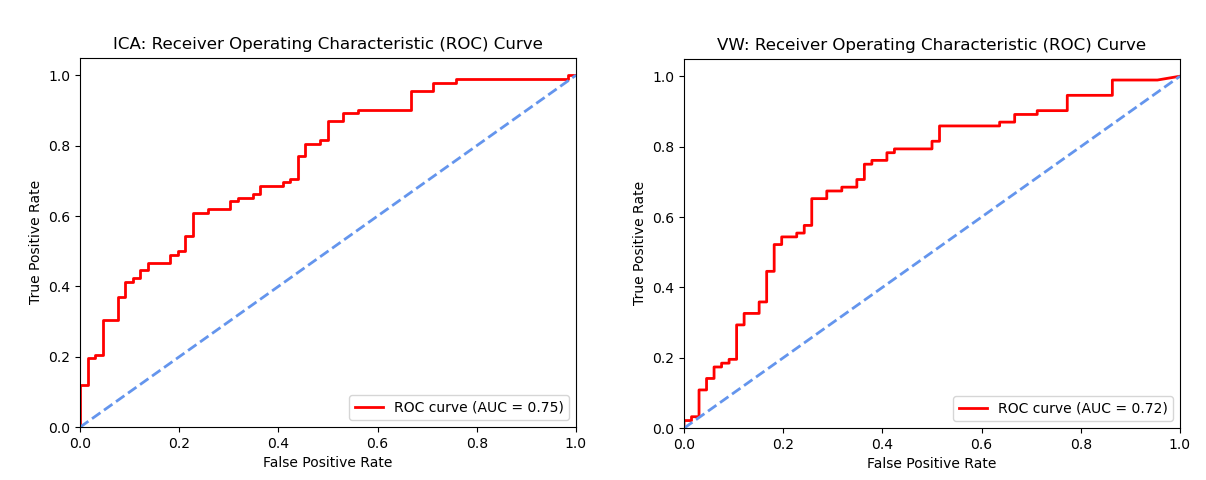 ICA: Receiver Operating Characteristic (ROC) Curve
1.0
0.8
0.6
0.4
0.2
0.0
True Positive Rate
0.0 0.2 0.4 0.6 0.8 1.0
False Positive Rate
ROC curve (AUC = 0.75)
VW: Receiver Operating Characteristic (ROC) Curve
1.0
0.8
0.6
0.4
0.2
0.0
True Positive Rate
0.0 0.2 0.4 0.6 0.8 1.0
False Positive Rate
ROC curve (AUC = 0.72)